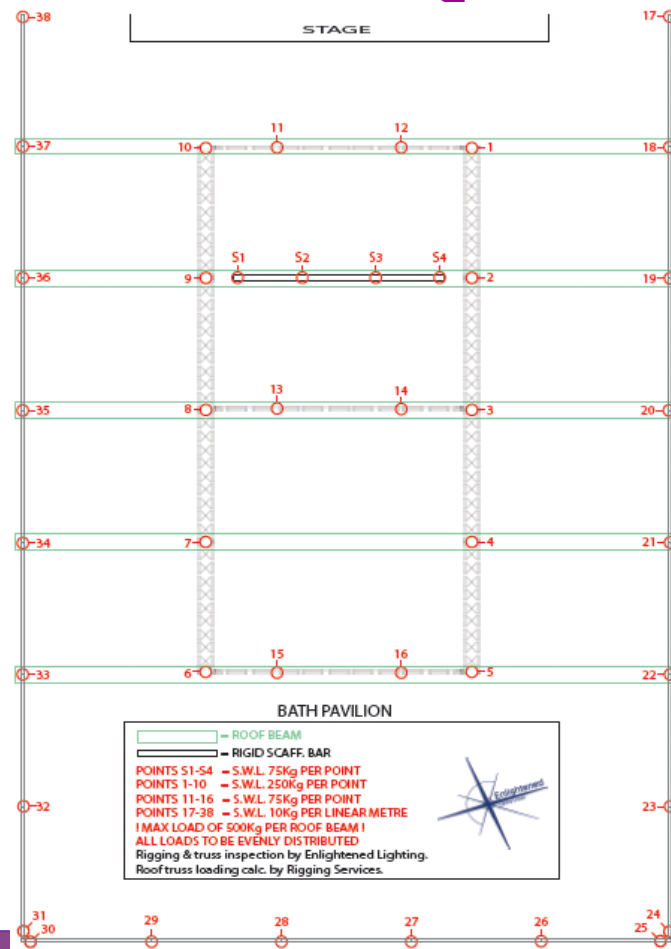 38
17
STAGE
11
12
37
10
1
18
S1
S2
S3
S4
36
9
2
19
13
14
35
8
3
20
34
7
4
21
15
16
33
6
5
22
BATH PAVILION
– ROOF BEAM
– RIGID SCAFF. BAR
POINTS S1-S4 – S.W.L. 75Kg PER POINT
POINTS 1-10 – S.W.L. 250Kg PER POINT
POINTS 11-16 – S.W.L. 75Kg PER POINT
POINTS 17-38 – S.W.L. 10Kg PER LINEAR METRE
! MAX LOAD OF 500Kg PER ROOF BEAM !
ALL LOADS TO BE EVENLY DISTRIBUTED
Rigging & truss inspection by Enlightened Lighting.
Roof truss loading calc. by Rigging Services.
Enlightened
32
23
31
30
29
28
27
26
24
25